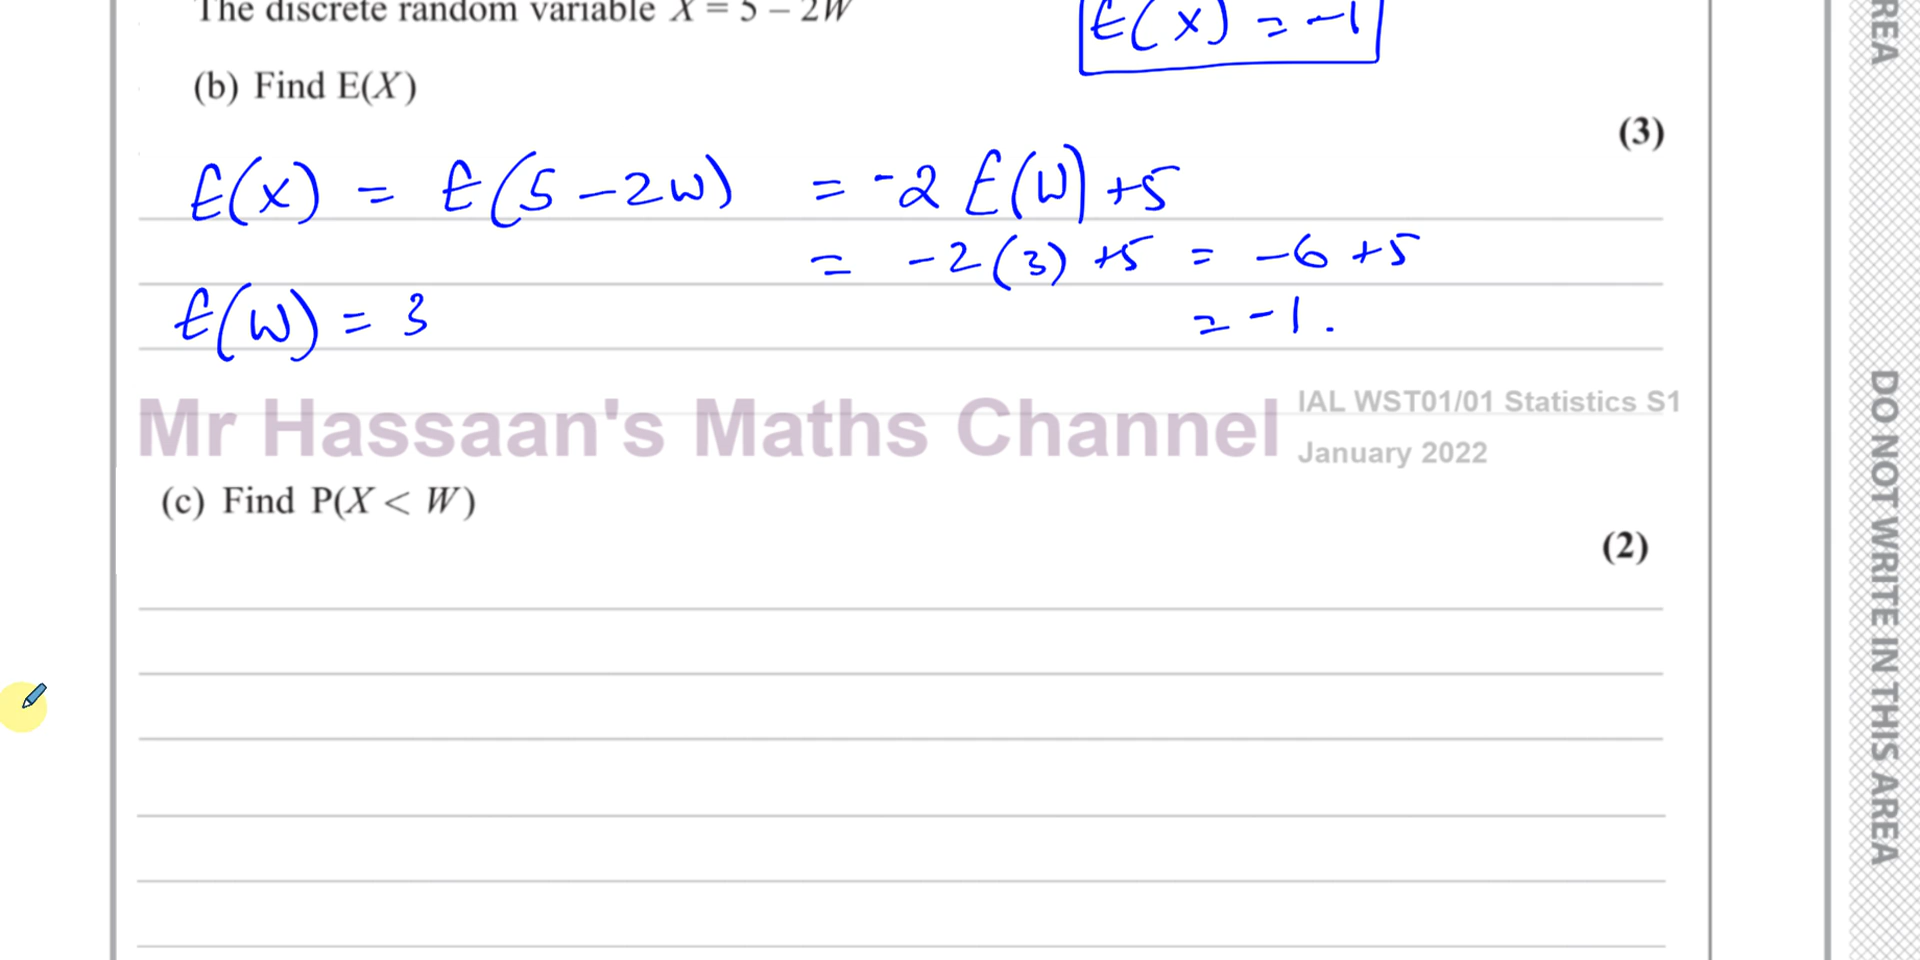 The discrete random variable X = 5 – 2W
E(X) = -1
(b) Find E(X)
(3)
E(X) = E(5 - 2W) = -2 E(W) + 5
= -2(3) + 5 = -6 + 5
E(W) = 3
= -1.
Mr Hassaan's Maths Channel
IAL WST01/01 Statistics S1
January 2022
(c) Find P(X < W)
(2)
REA
DO NOT WRITE IN THIS AREA